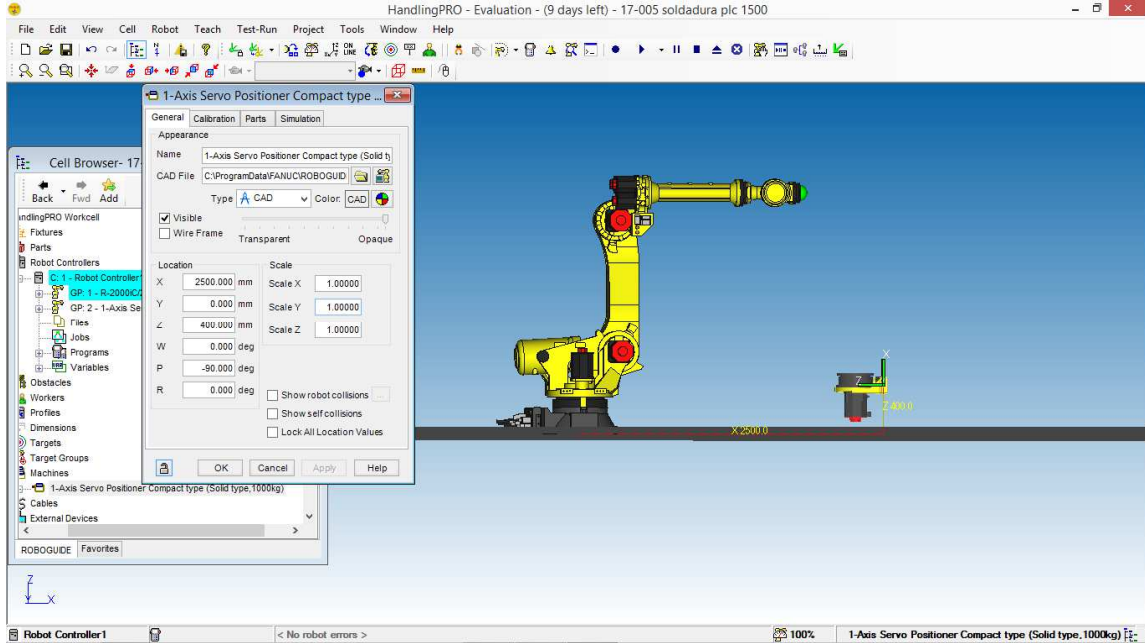 HandlingPRO - Evaluation - (9 days left) - 17-005 soldadura plc 1500
File Edit View Cell Robot Teach Test-Run Project Tools Window Help
1-Axis Servo Positioner Compact type ...
General Calibration Parts Simulation
Appearance
Name 1-Axis Servo Positioner Compact type (Solid ty
CAD File C:\ProgramData\FANUC\ROBOGUID
Type CAD Color: CAD
Visible
Wire Frame
Transparent Opaque
Location
X 2500.000 mm
Y 0.000 mm
Z 400.000 mm
W 0.000 deg
P -90.000 deg
R 0.000 deg
Scale
Scale X 1.00000
Scale Y 1.00000
Scale Z 1.00000
Show robot collisions ...
Show self collisions
Lock All Location Values
OK Cancel Apply Help
Cell Browser- 17
Back Fwd Add
ndlingPRO Workcell
Fixtures
Parts
Robot Controllers
C: 1 - Robot Controller
GP: 1 - R-2000iC/
GP: 2 - 1-Axis Se
Files
Jobs
Programs
Variables
Obstacles
Workers
Profiles
Dimensions
Targets
Target Groups
Machines
1-Axis Servo Positioner Compact type (Solid type,1000kg)
Cables
External Devices
ROBOGUIDE Favorites
X
Z
Z 400.0
X 2500.0
Z
Y X
Robot Controller1 < No robot errors > 100% 1-Axis Servo Positioner Compact type (Solid type,1000kg)